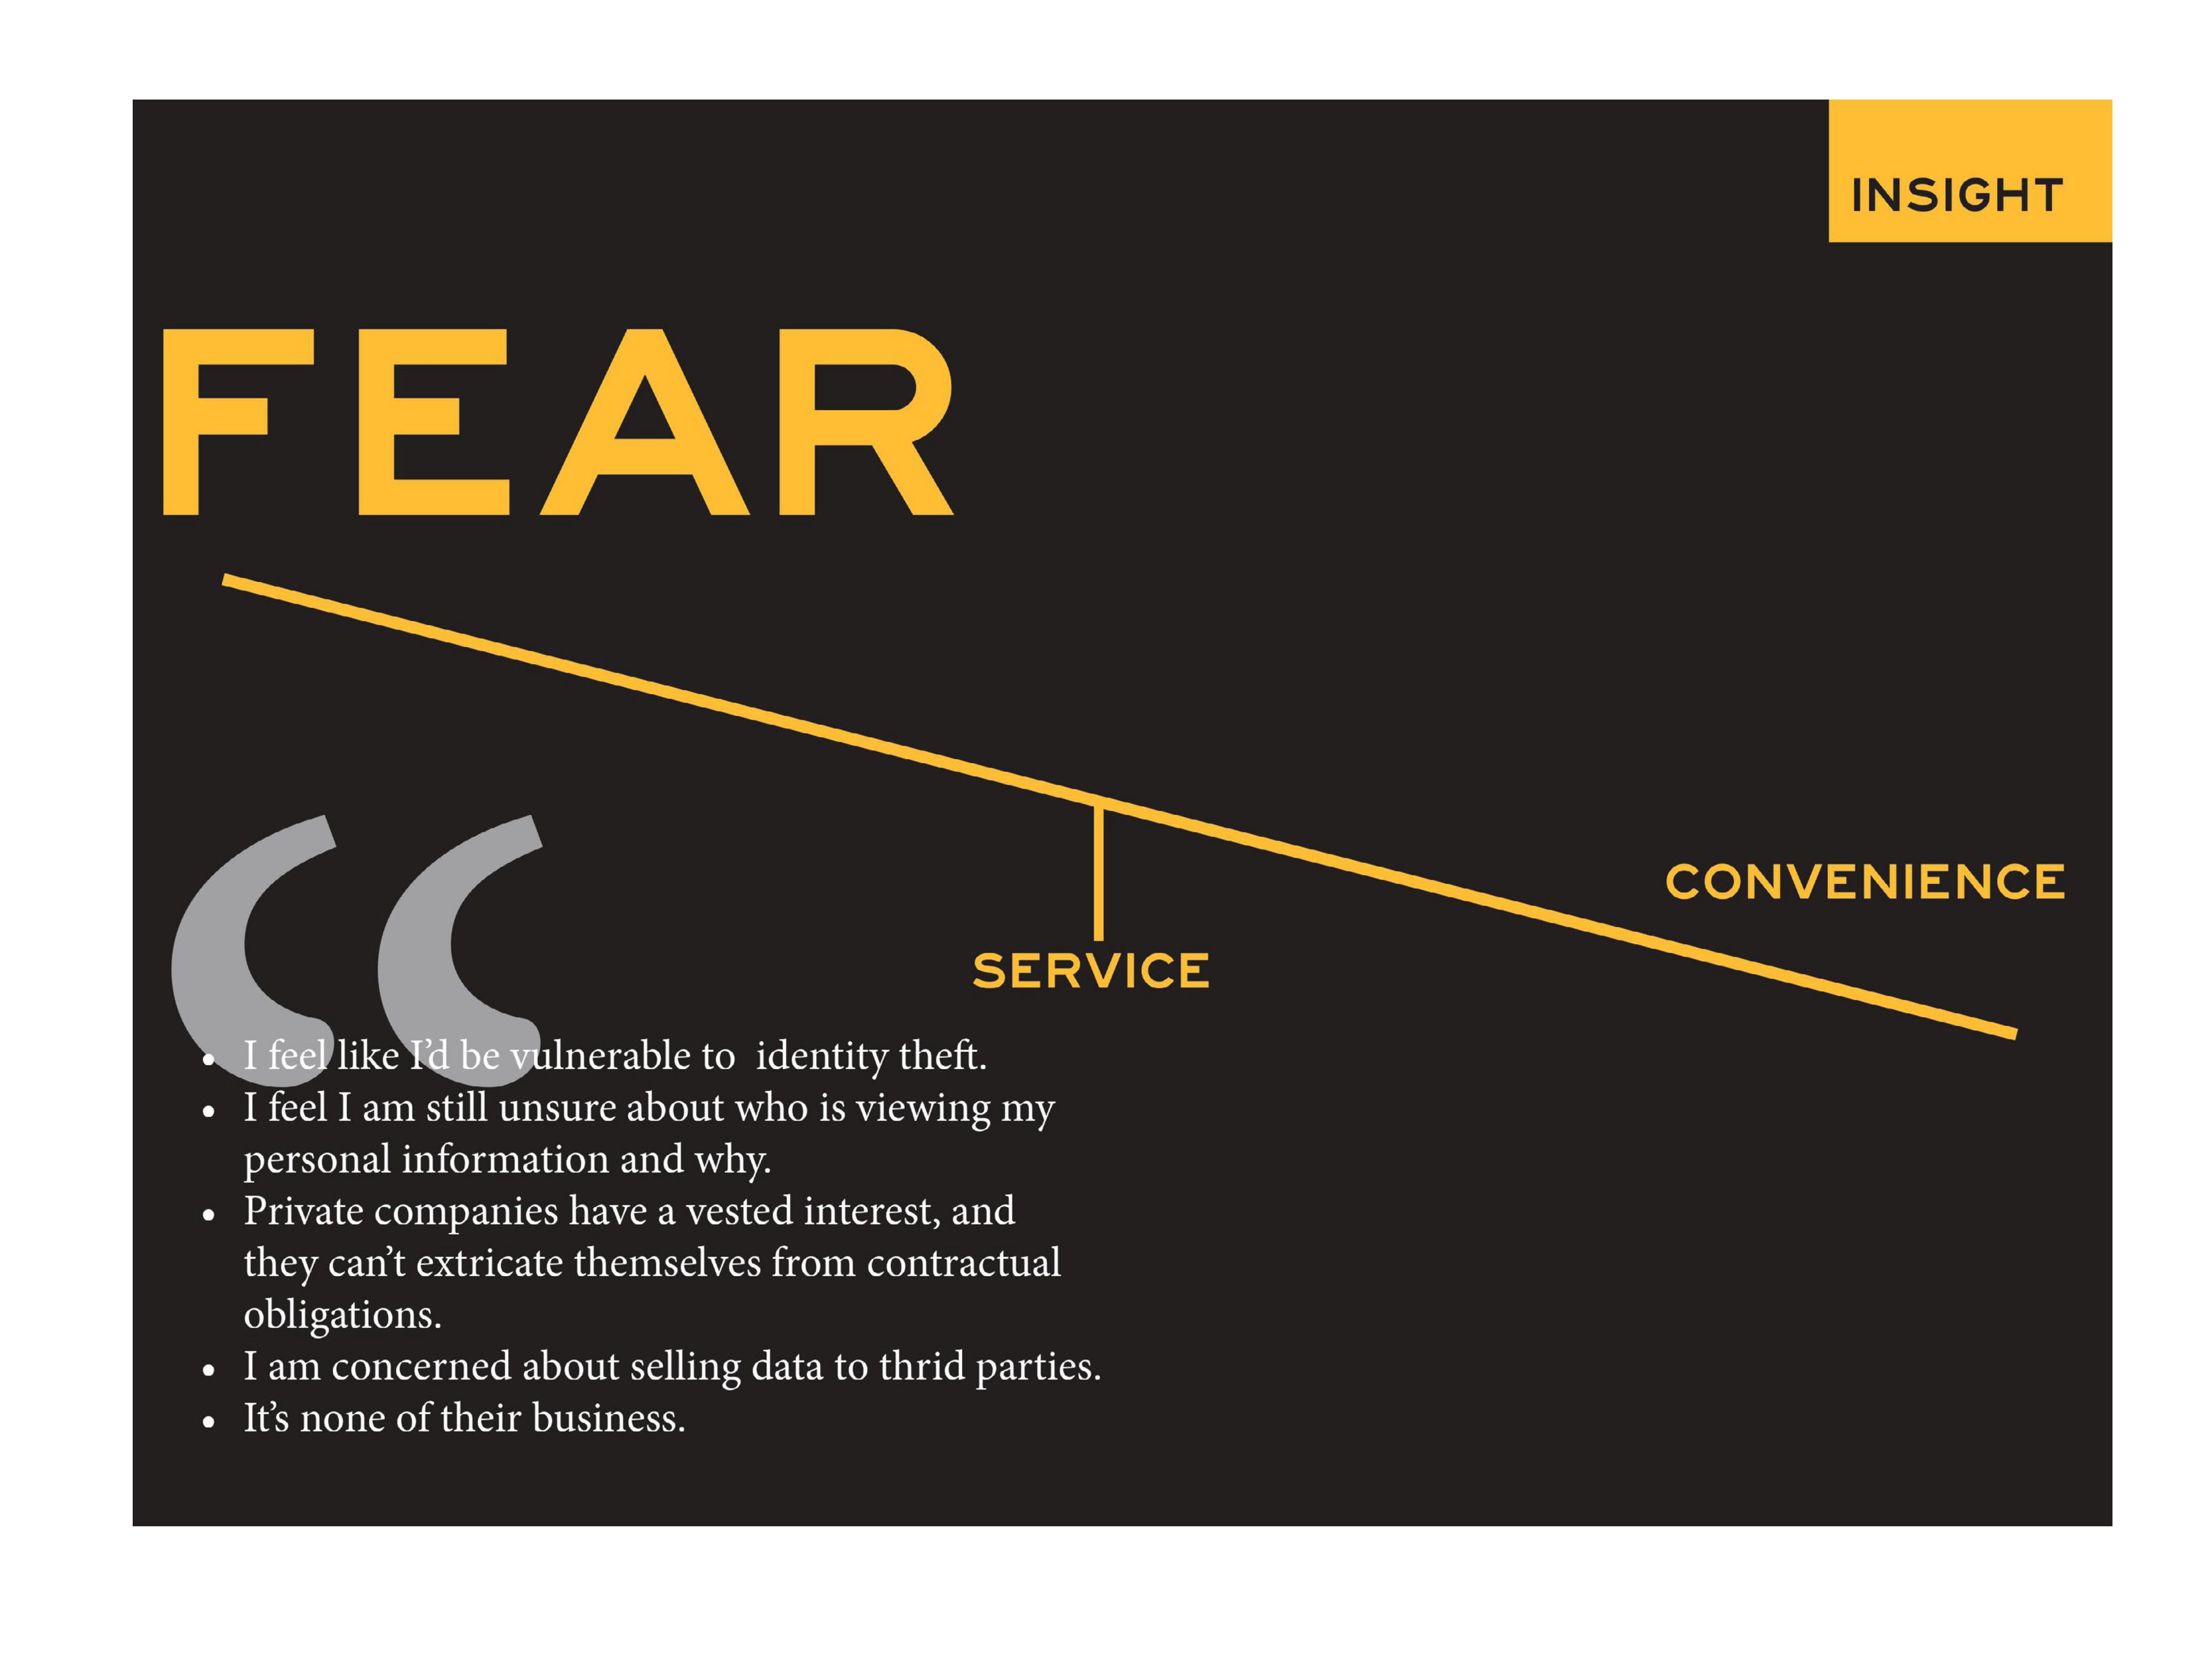 INSIGHT
FEAR
CONVENIENCE
SERVICE
• I feel like I’d be vulnerable to  identity theft.
• I feel I am still unsure about who is viewing my
personal information and why.
• Private companies have a vested interest, and
they can’t extricate themselves from contractual
obligations.
• I am concerned about selling data to thrid parties.
• It’s none of their business.